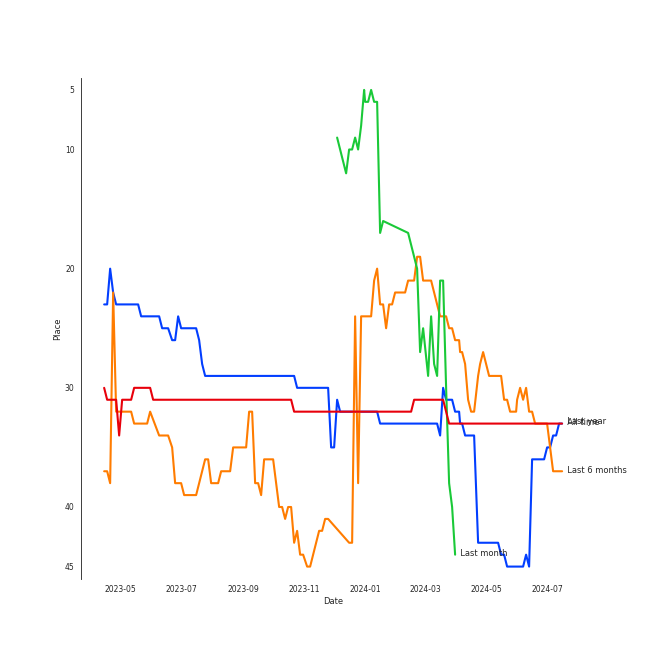 5
10
20
30
40
45
Place
2023-05
2023-07
2023-09
2023-11
2024-01
2024-03
2024-05
2024-07
Date
Last year
All time
Last 6 months
Last month